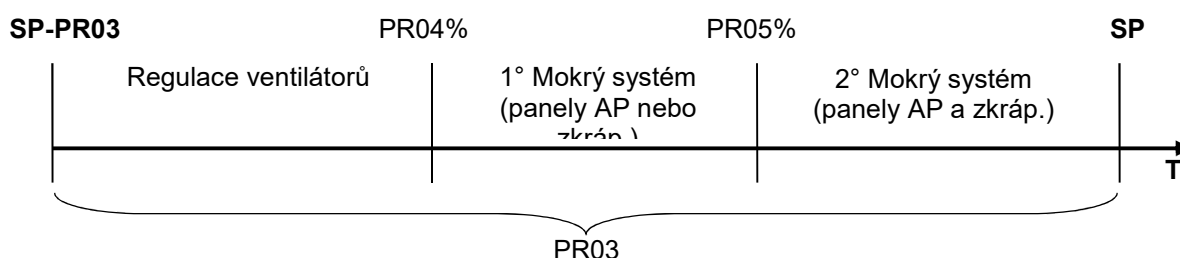 SP-PR03 PR04% PR05% SP
Regulace ventilátorů
1° Mokrý systém
(panely AP nebo
zkráp.)
2° Mokrý systém
(panely AP a zkráp.)
T
PR03